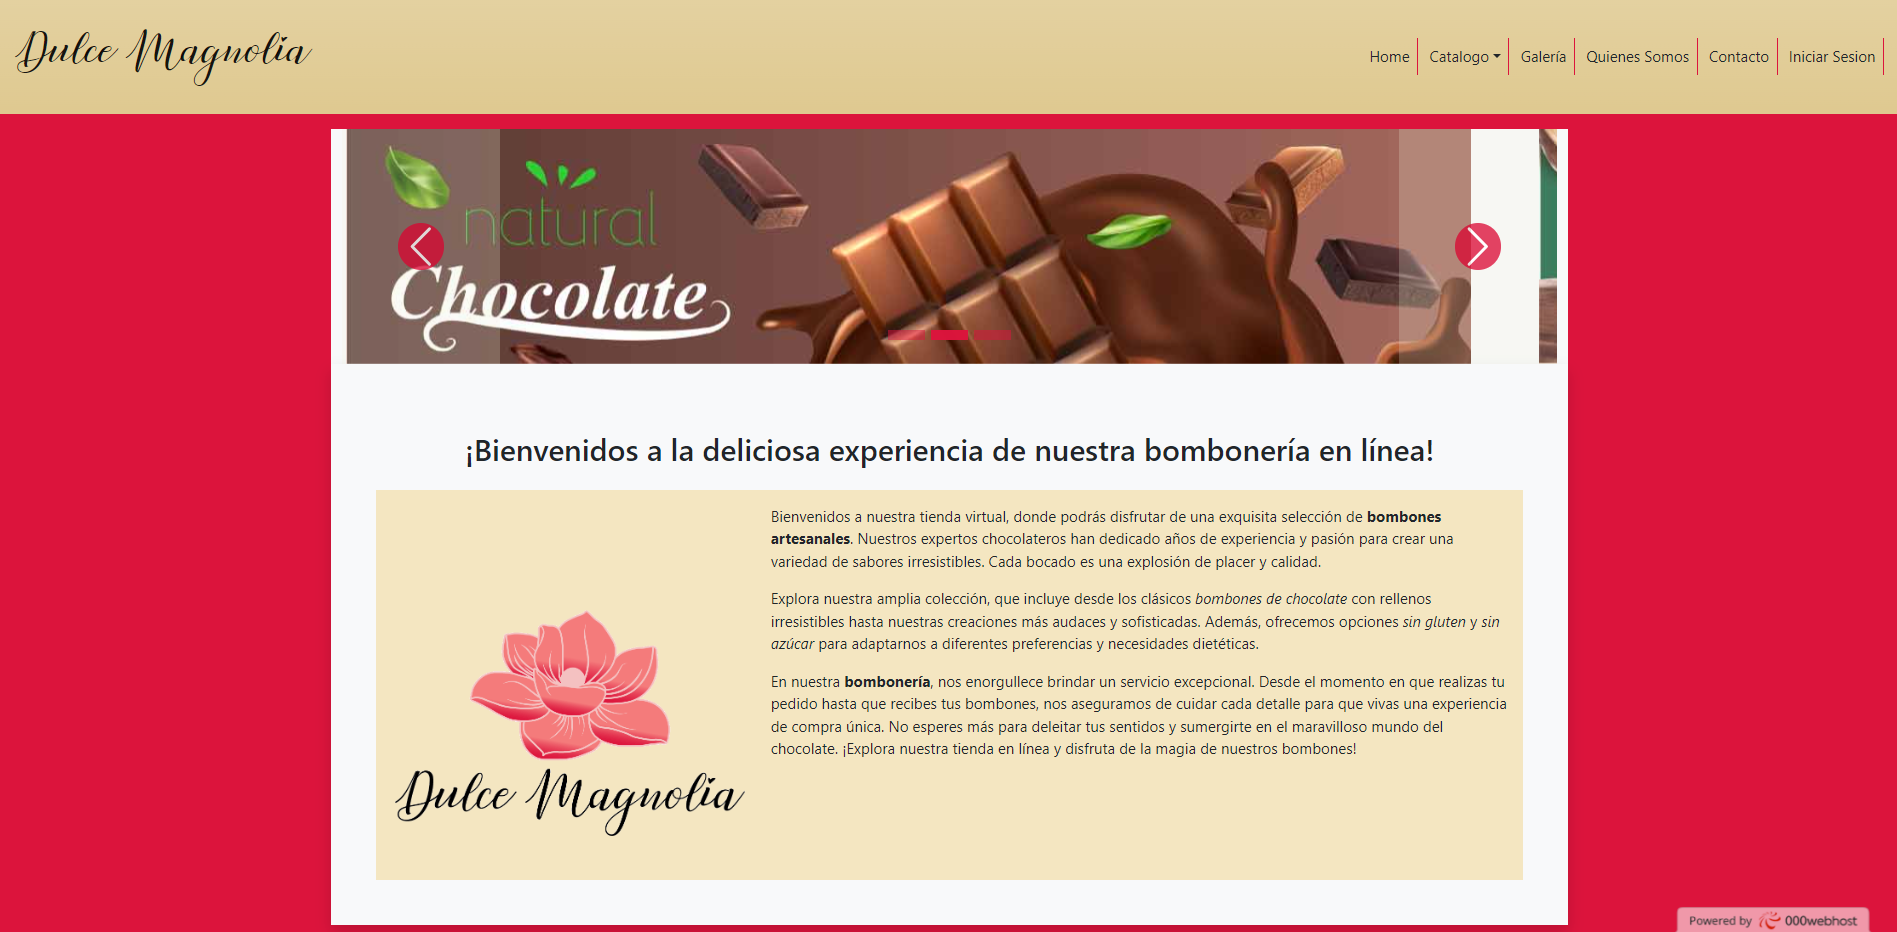 Dulce Magnolia
Home
Catalogo
Galería
Quienes Somos
Contacto
Iniciar Sesion
natural
Chocolate
¡Bienvenidos a la deliciosa experiencia de nuestra bombonería en línea!
Bienvenidos a nuestra tienda virtual, donde podrás disfrutar de una exquisita selección de bombones
artesanales. Nuestros expertos chocolateros han dedicado años de experiencia y pasión para crear una
variedad de sabores irresistibles. Cada bocado es una explosión de placer y calidad.
Explora nuestra amplia colección, que incluye desde los clásicos bombones de chocolate con rellenos
irresistibles hasta nuestras creaciones más audaces y sofisticadas. Además, ofrecemos opciones sin gluten y sin
azúcar para adaptarnos a diferentes preferencias y necesidades dietéticas.
En nuestra bombonería, nos enorgullece brindar un servicio excepcional. Desde el momento en que realizas tu
pedido hasta que recibes tus bombones, nos aseguramos de cuidar cada detalle para que vivas una experiencia
de compra única. No esperes más para deleitar tus sentidos y sumergirte en el maravilloso mundo del
chocolate. ¡Explora nuestra tienda en línea y disfruta de la magia de nuestros bombones!
Dulce Magnolia
Powered by 000webhost